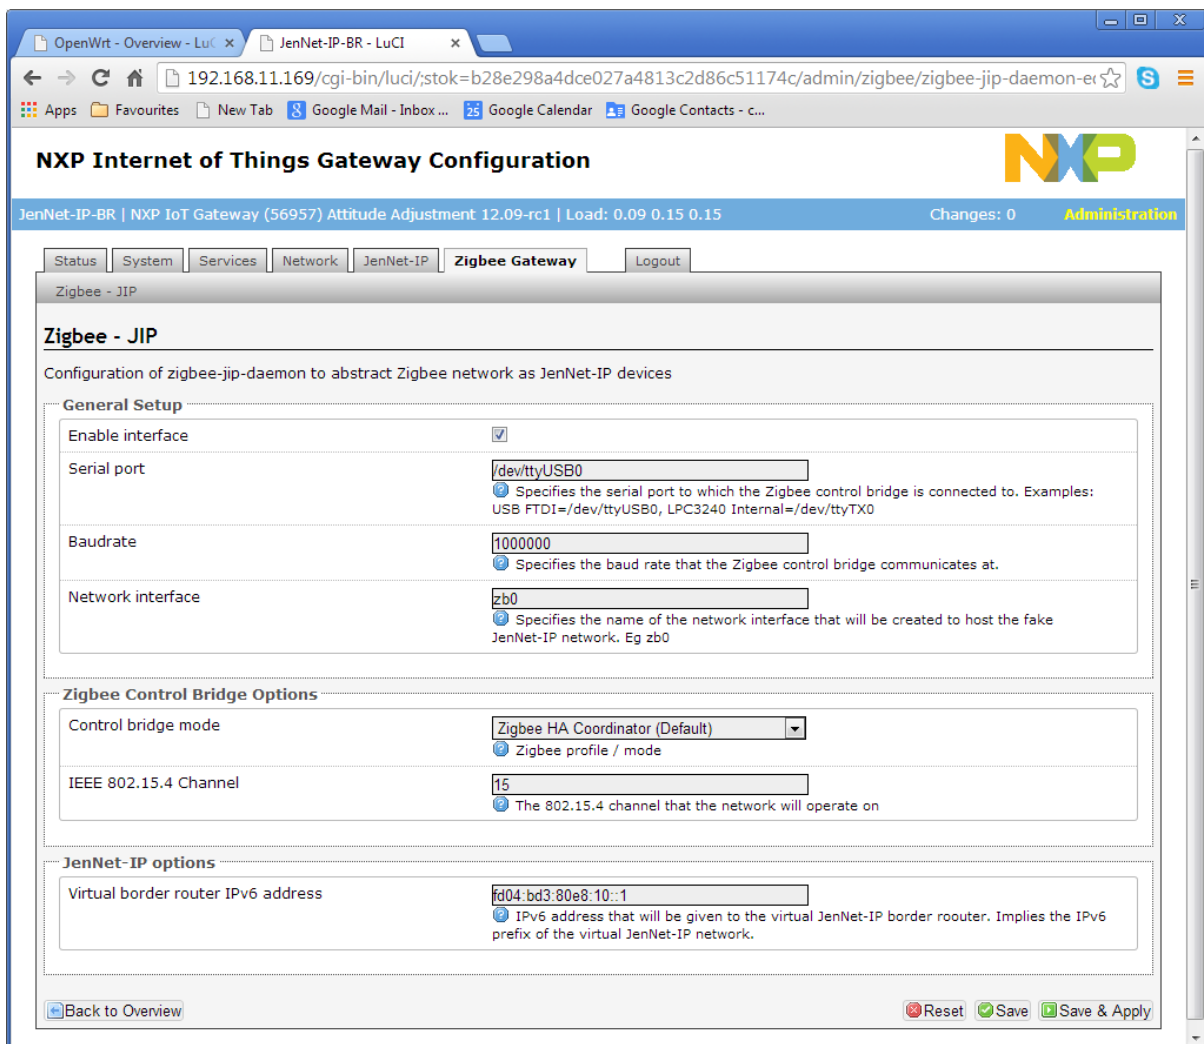 OpenWrt - Overview - LuC
JenNet-IP-BR - LuCI
192.168.11.169/cgi-bin/luci/;stok=b28e298a4dce027a4813c2d86c51174c/admin/zigbee/zigbee-jip-daemon-e
Apps Favourites New Tab Google Mail - Inbox ... 25 Google Calendar Google Contacts - c...
NXP Internet of Things Gateway Configuration
NXP
JenNet-IP-BR | NXP IoT Gateway (56957) Attitude Adjustment 12.09-rc1 | Load: 0.09 0.15 0.15 Changes: 0 Administration
Status System Services Network JenNet-IP Zigbee Gateway Logout
Zigbee - JIP
Zigbee - JIP
Configuration of zigbee-jip-daemon to abstract Zigbee network as JenNet-IP devices
General Setup
Enable interface
Serial port /dev/ttyUSB0
Specifies the serial port to which the Zigbee control bridge is connected to. Examples:
USB FTDI=/dev/ttyUSB0, LPC3240 Internal=/dev/ttyTX0
Baudrate 1000000
Specifies the baud rate that the Zigbee control bridge communicates at.
Network interface zb0
Specifies the name of the network interface that will be created to host the fake
JenNet-IP network. Eg zb0
Zigbee Control Bridge Options
Control bridge mode Zigbee HA Coordinator (Default)
Zigbee profile / mode
IEEE 802.15.4 Channel 15
The 802.15.4 channel that the network will operate on
JenNet-IP options
Virtual border router IPv6 address fd04:bd3:80e8:10::1
IPv6 address that will be given to the virtual JenNet-IP border roouter. Implies the IPv6
prefix of the virtual JenNet-IP network.
Back to Overview Reset Save Save & Apply